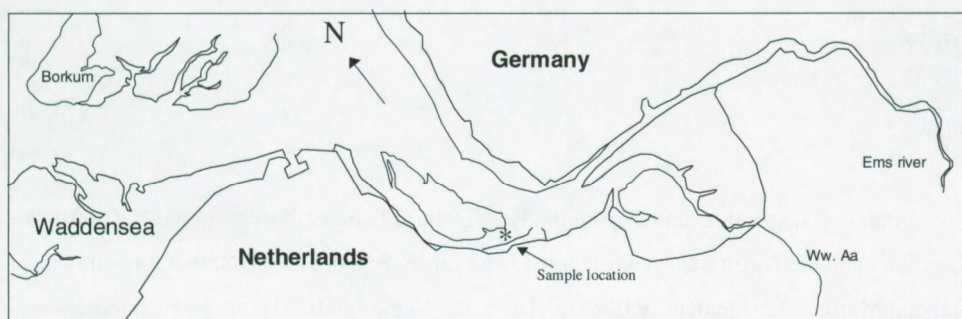 N
Germany
Borkum
Ems river
Waddensea
Netherlands
*
Ww. Aa
Sample location